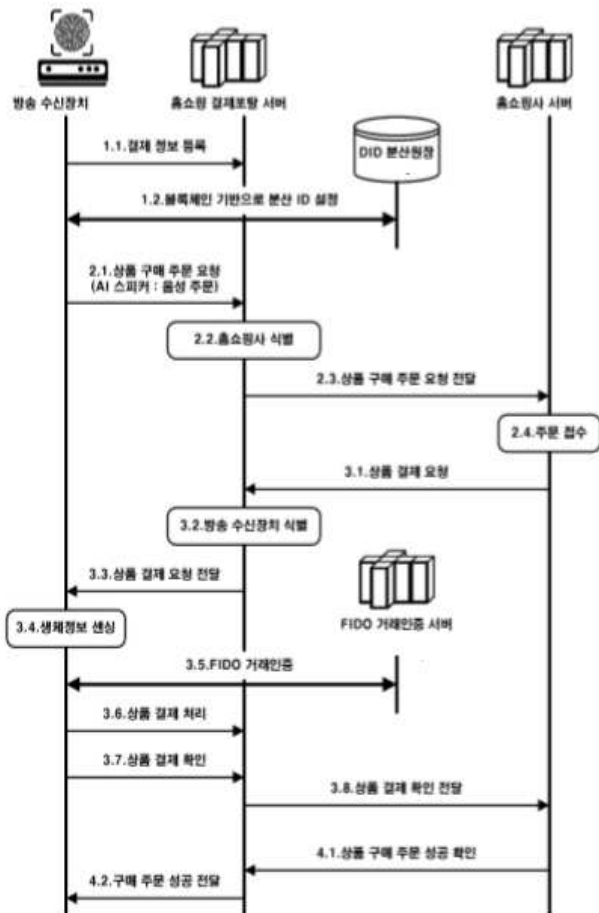 방송 수신장치
홈쇼핑 결제포탈 서버
홈쇼핑사 서버
DID 분산원장
1.1.결제 정보 등록
1.2.블록체인 기반으로 분산 ID 설정
2.1.상품 구매 주문 요청
(AI 스피커 : 음성 주문)
2.2.홈쇼핑사 식별
2.3.상품 구매 주문 요청 전달
2.4.주문 접수
3.1.상품 결제 요청
3.2.방송 수신장치 식별
3.3.상품 결제 요청 전달
FIDO 거래인증 서버
3.4.생체정보 센싱
3.5.FIDO 거래인증
3.6.상품 결제 처리
3.7.상품 결제 확인
3.8.상품 결제 확인 전달
4.1.상품 구매 주문 성공 확인
4.2.구매 주문 성공 전달